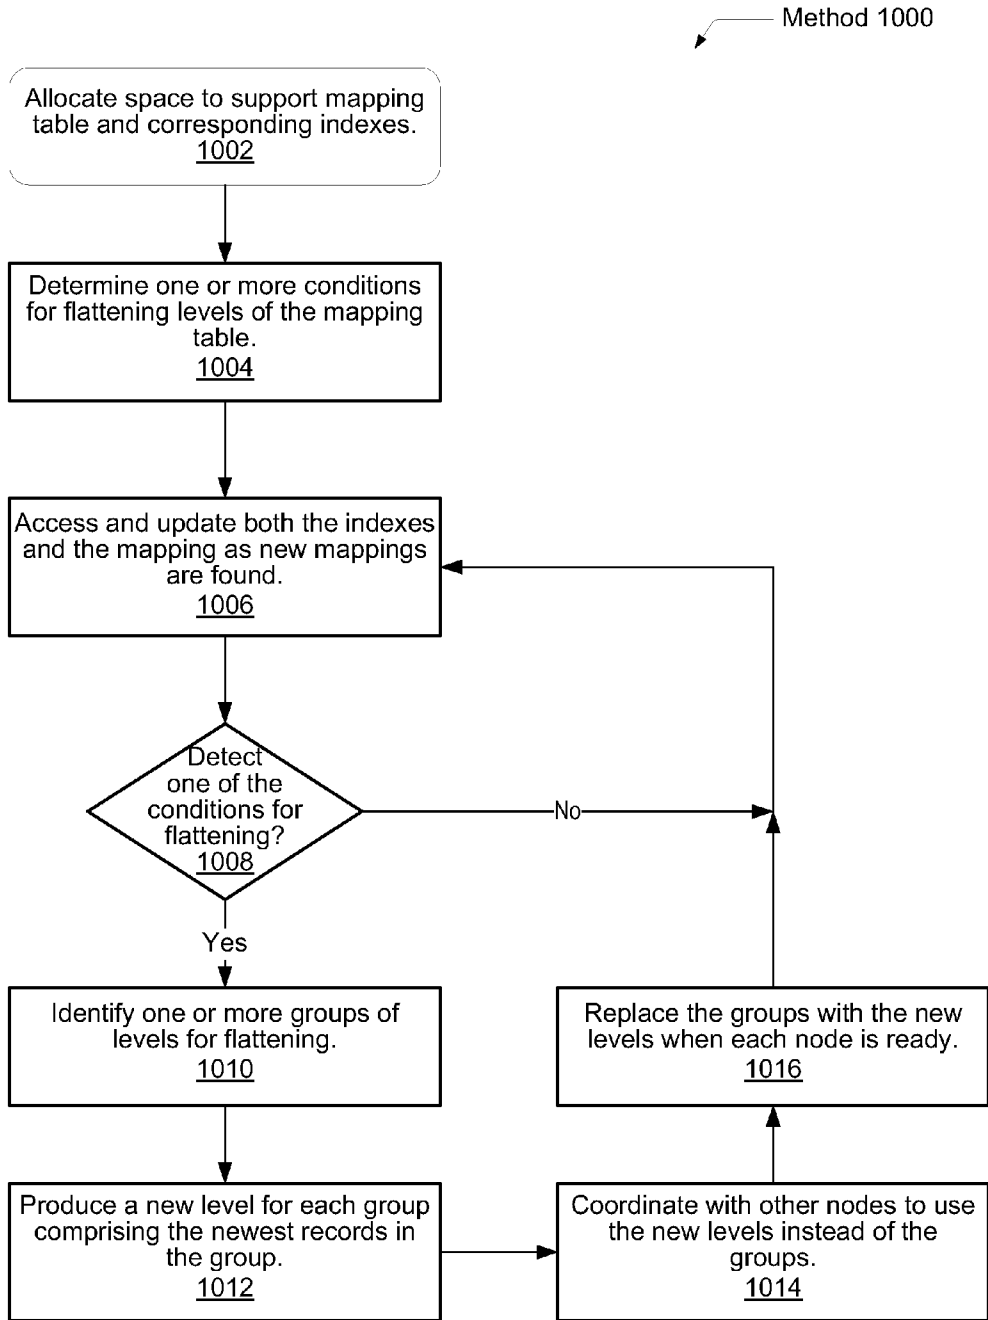 Method 1000
Allocate space to support mapping
table and corresponding indexes.
1002
Determine one or more conditions
for flattening levels of the mapping
table.
1004
Access and update both the indexes
and the mapping as new mappings
are found.
1006
Detect
one of the
conditions for
flattening?
1008
No
Yes
Identify one or more groups of
levels for flattening.
1010
Replace the groups with the new
levels when each node is ready.
1016
Produce a new level for each group
comprising the newest records in
the group.
1012
Coordinate with other nodes to use
the new levels instead of the
groups.
1014